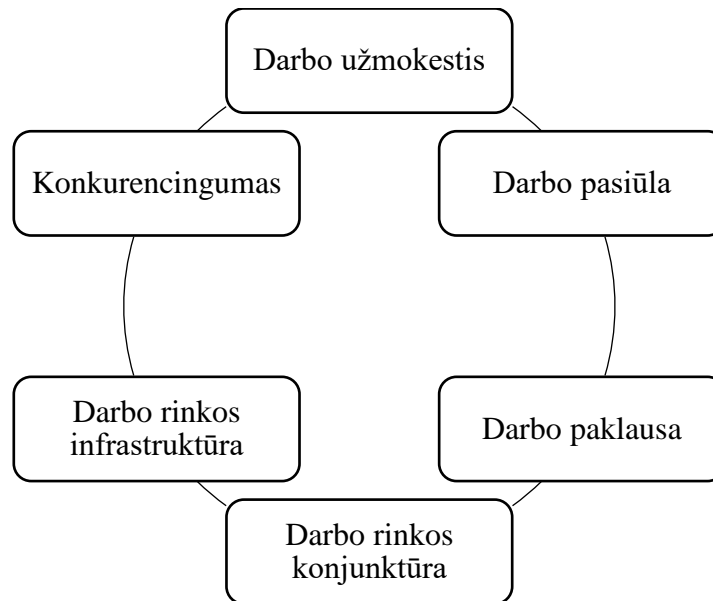 Darbo užmokestis
Konkurencingumas
Darbo pasiūla
Darbo rinkos
infrastruktūra
Darbo paklausa
Darbo rinkos
konjunktūra